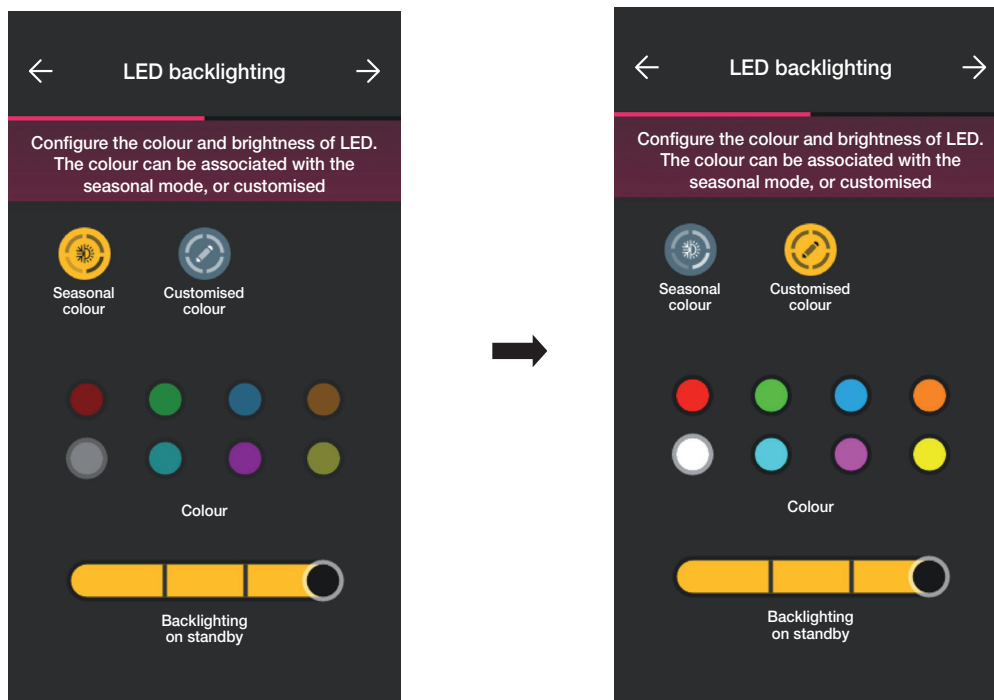 LED backlighting
Configure the colour and brightness of LED.
The colour can be associated with the
seasonal mode, or customised
Seasonal
colour
Customised
colour
Colour
Backlighting
on standby
LED backlighting
Configure the colour and brightness of LED.
The colour can be associated with the
seasonal mode, or customised
Seasonal
colour
Customised
colour
Colour
Backlighting
on standby